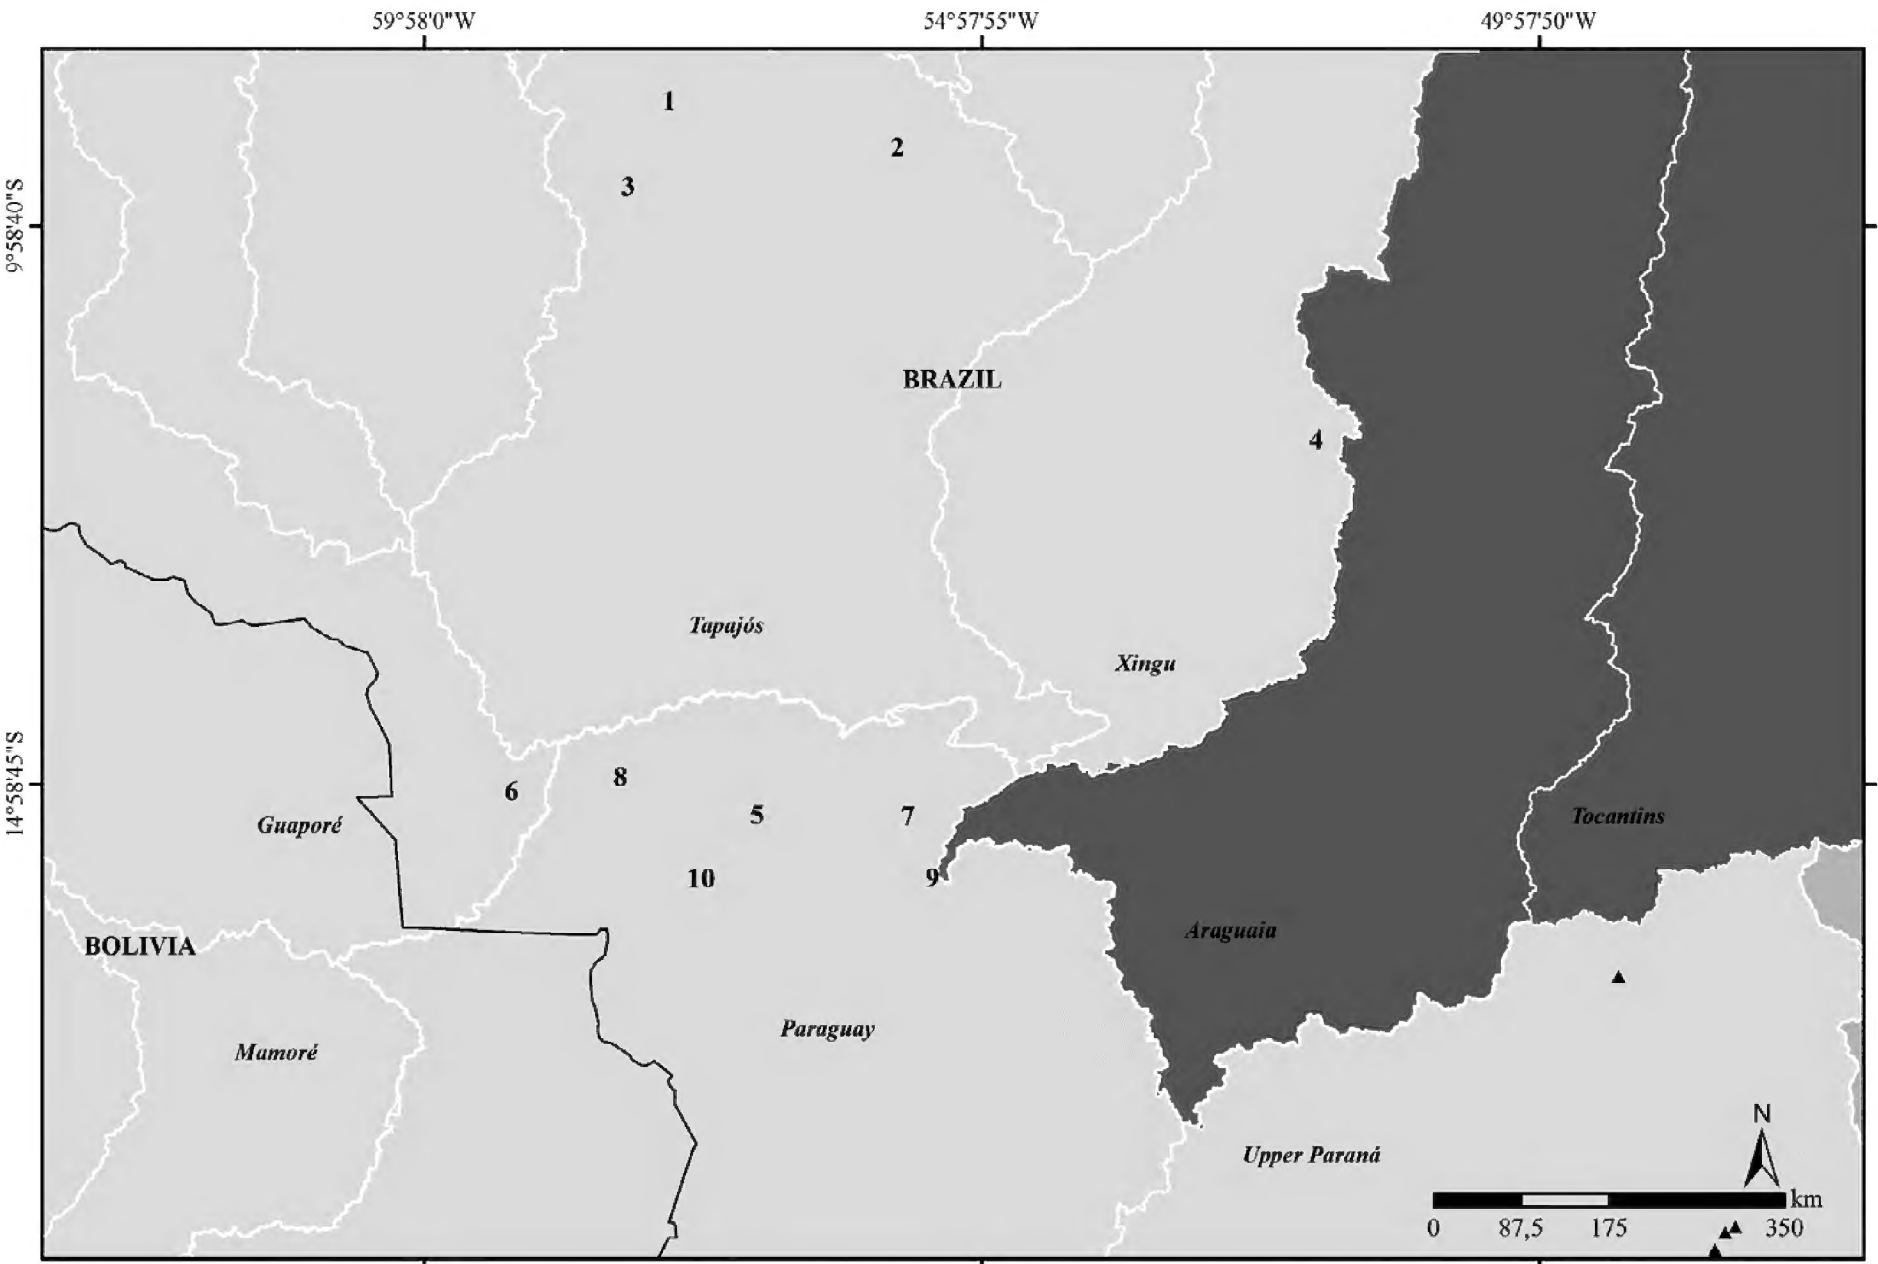 59°58'0"W 54°57'55"W 49°57'50"W
1
2
3
9°58'40"S
BRAZIL
4
Tapajós
Xingu
14°58'45"S
6
8
5
7
Guaporé
Tocantins
10
9
Araguaia
BOLIVIA
Paraguay
Mamoré
N
Upper Paraná
km
0 87,5 175 350